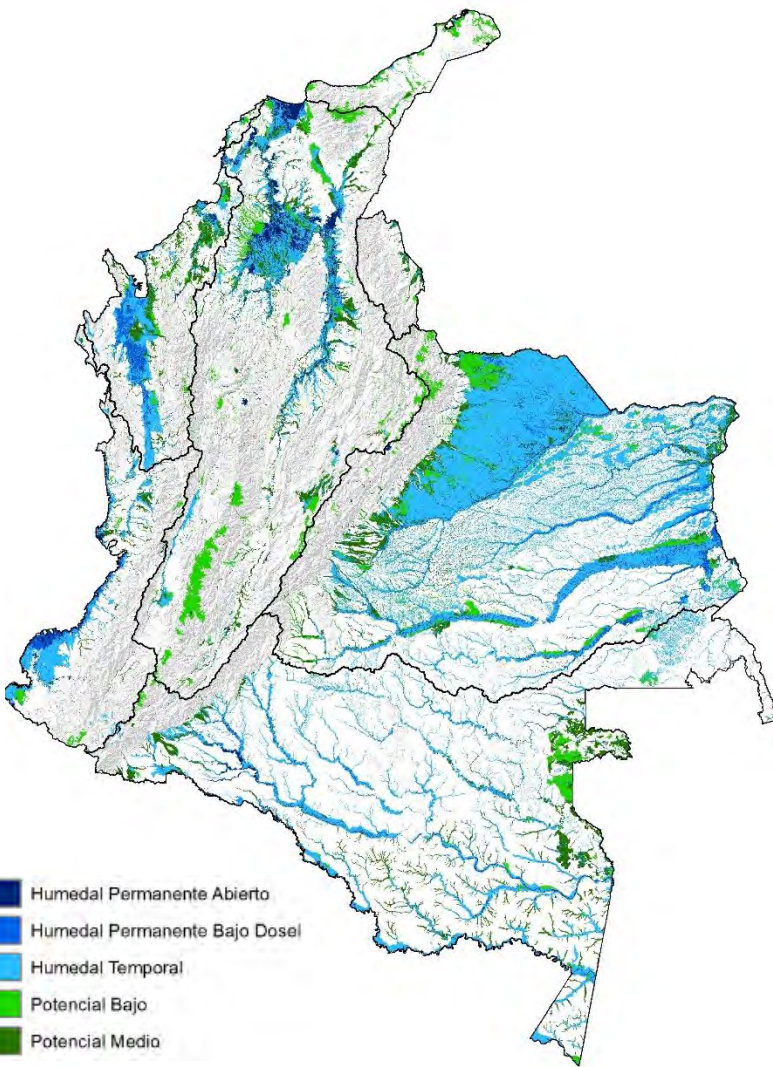 Humedal Permanente Abierto
Humedal Permanente Bajo Dosel
Humedal Temporal
Potencial Bajo
Potencial Medio